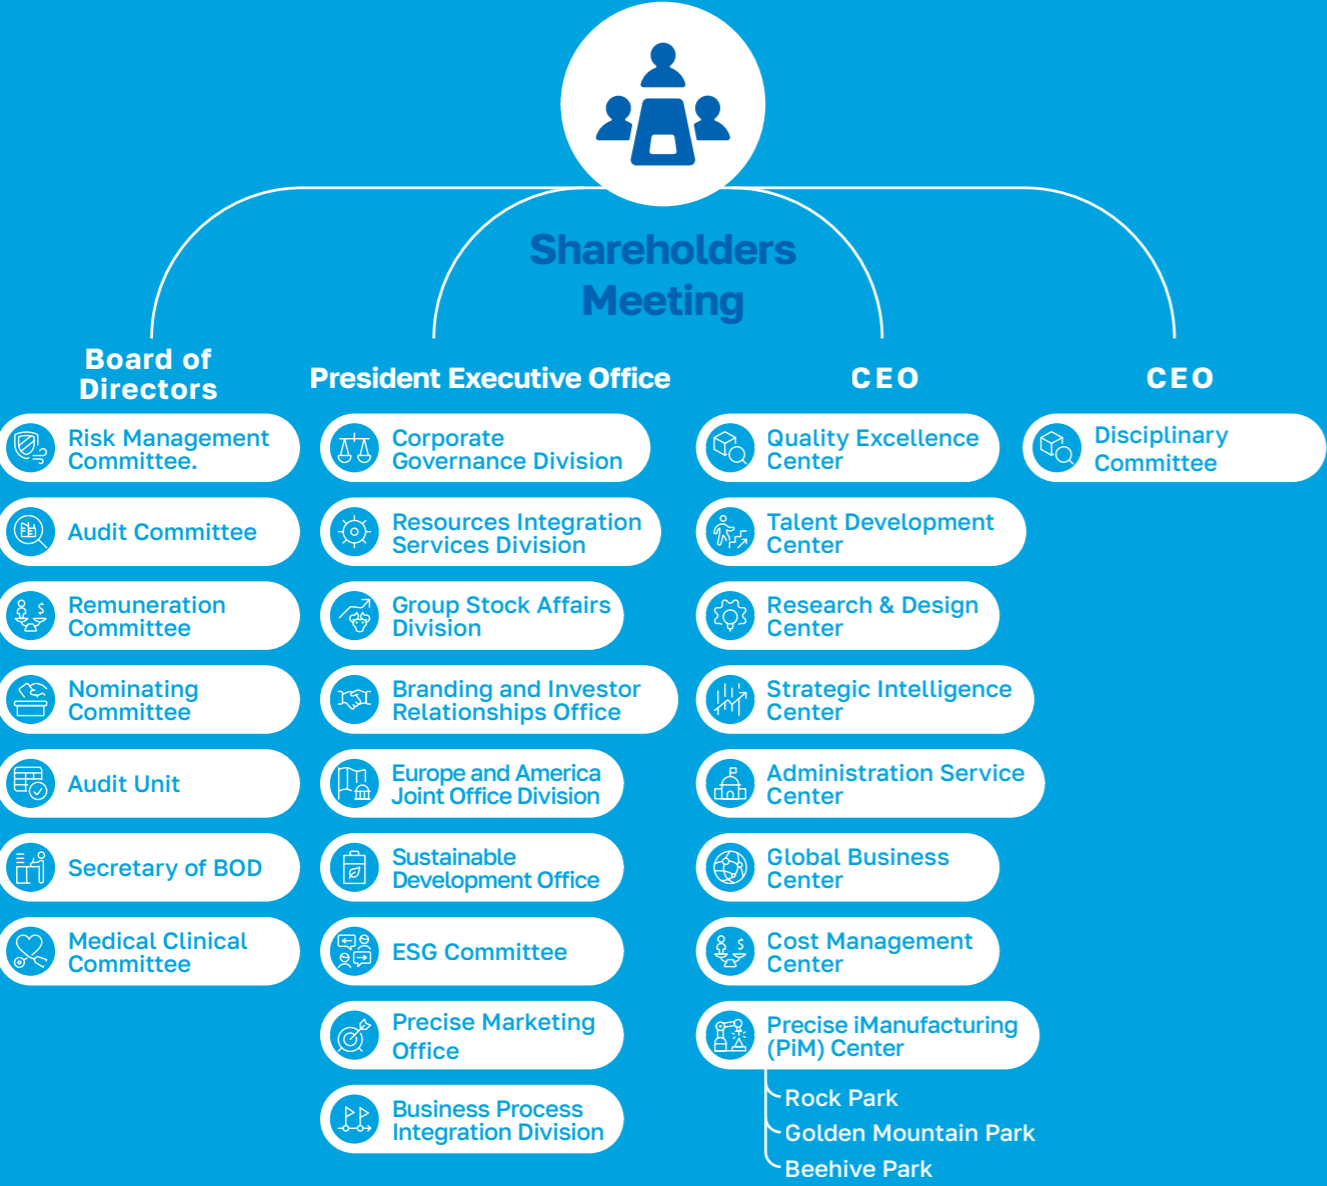 Shareholders
Meeting
Board of
Directors
Risk Management
Committee.
Audit Committee
Remuneration
Committee
Nominating
Committee
Audit Unit
Secretary of BOD
Medical Clinical
Committee
President Executive Office
Corporate
Governance Division
Resources Integration
Services Division
Group Stock Affairs
Division
Branding and Investor
Relationships Office
Europe and America
Joint Office Division
Sustainable
Development Office
ESG Committee
Precise Marketing
Office
Business Process
Integration Division
CEO
Quality Excellence
Center
Talent Development
Center
Research & Design
Center
Strategic Intelligence
Center
Administration Service
Center
Global Business
Center
Cost Management
Center
Precise iManufacturing
(PiM) Center
Rock Park
Golden Mountain Park
Beehive Park
CEO
Disciplinary
Committee